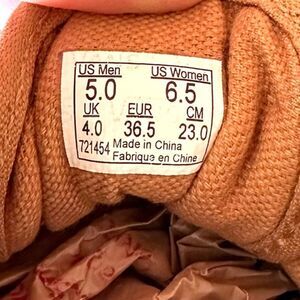 US Men US Women
5.0 6.5
UK EUR CM
4.0 36.5 23.0
721454 Made in China
Fabrique en Chine